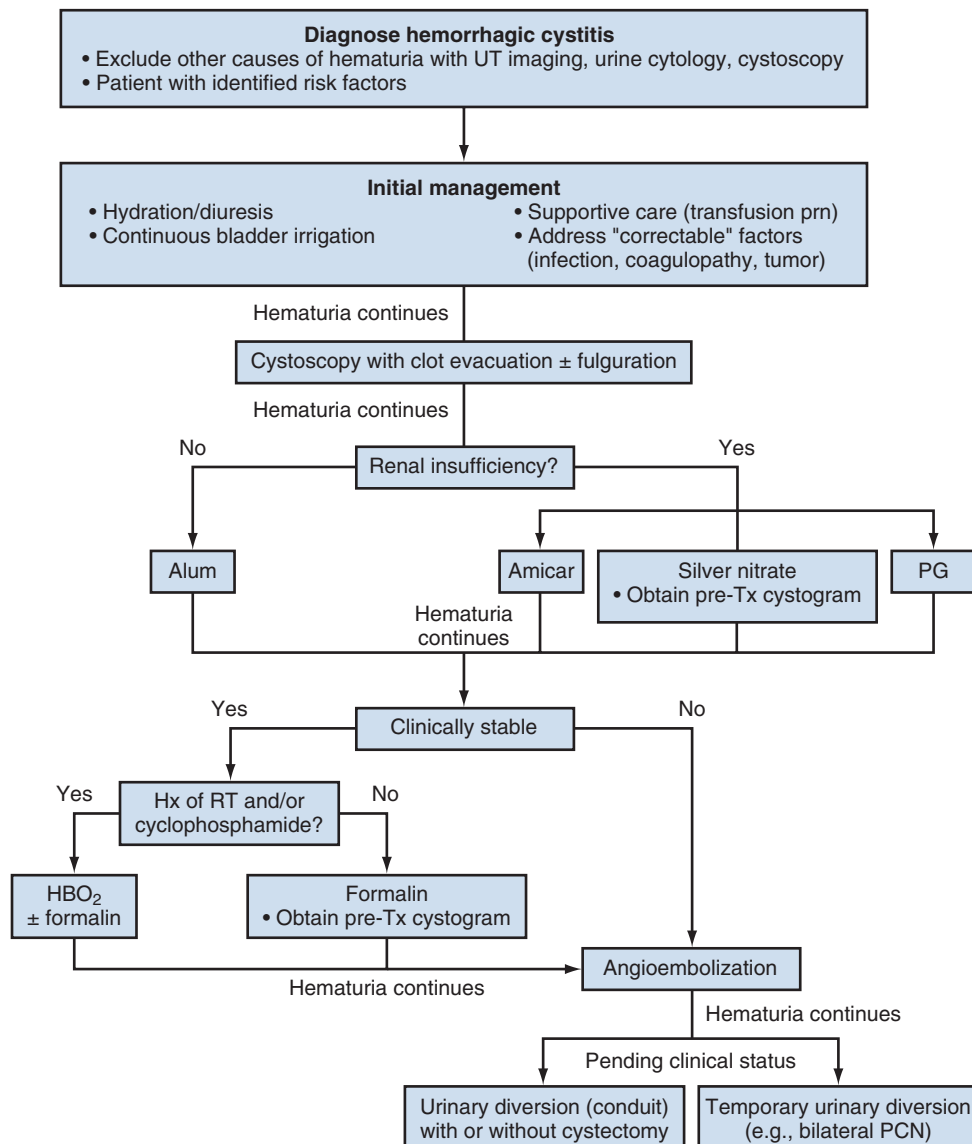 Diagnose hemorrhagic cystitis
• Exclude other causes of hematuria with UT imaging, urine cytology, cystoscopy
• Patient with identified risk factors
Initial management
• Hydration/diuresis
• Continuous bladder irrigation
• Supportive care (transfusion prn)
• Address "correctable" factors
(infection, coagulopathy, tumor)
Hematuria continues
Cystoscopy with clot evacuation ± fulguration
Hematuria continues
No
Renal insufficiency?
Yes
Alum
Amicar
Silver nitrate
• Obtain pre-Tx cystogram
PG
Hematuria
continues
Yes
Clinically stable
No
Yes
Hx of RT and/or
cyclophosphamide?
No
HBO₂
± formalin
Formalin
• Obtain pre-Tx cystogram
Hematuria continues
Angioembolization
Hematuria continues
Pending clinical status
Urinary diversion (conduit)
with or without cystectomy
Temporary urinary diversion
(e.g., bilateral PCN)